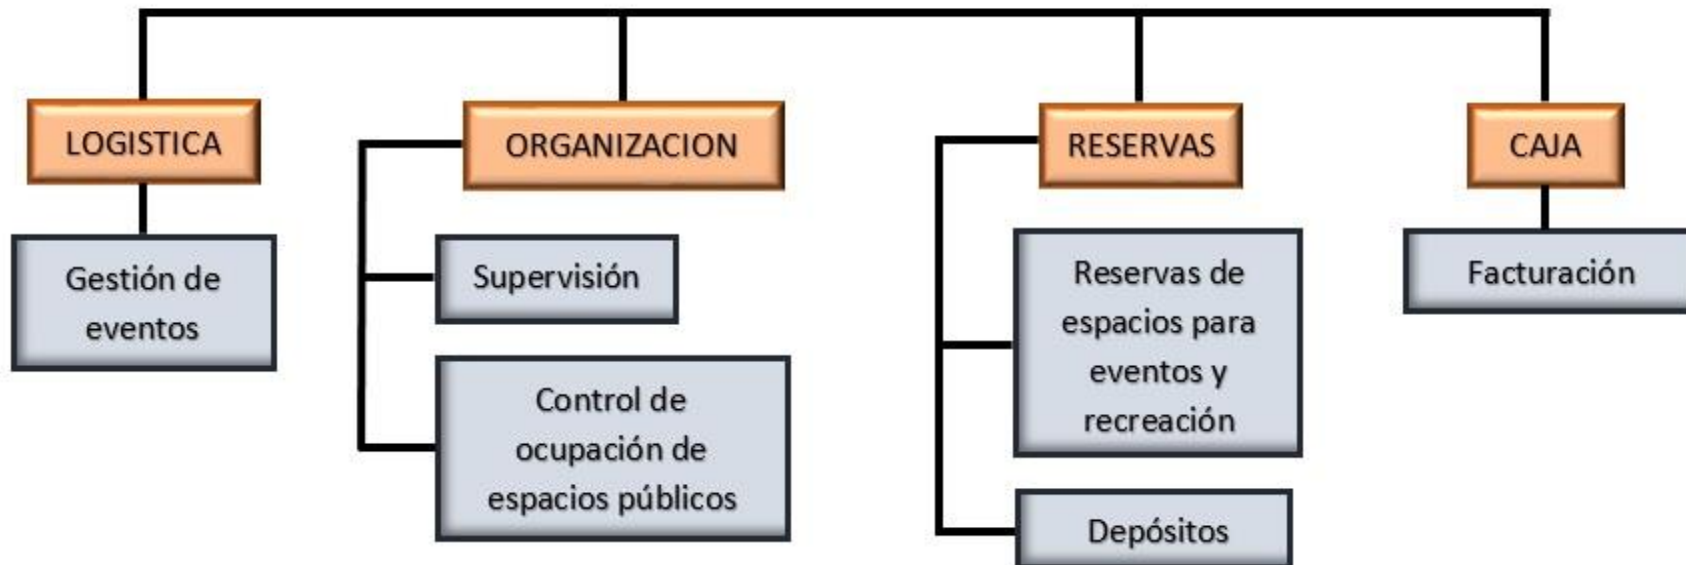 LOGISTICA
ORGANIZACION
RESERVAS
CAJA
Gestión de
eventos
Supervisión
Control de
ocupación de
espacios públicos
Reservas de
espacios para
eventos y
recreación
Depósitos
Facturación